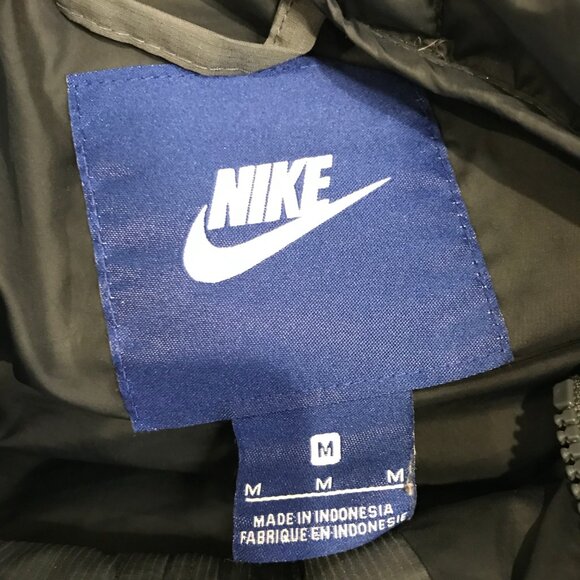 NIKE
M
M M M
MADE IN INDONESIA
FABRIQUE EN INDONESIE